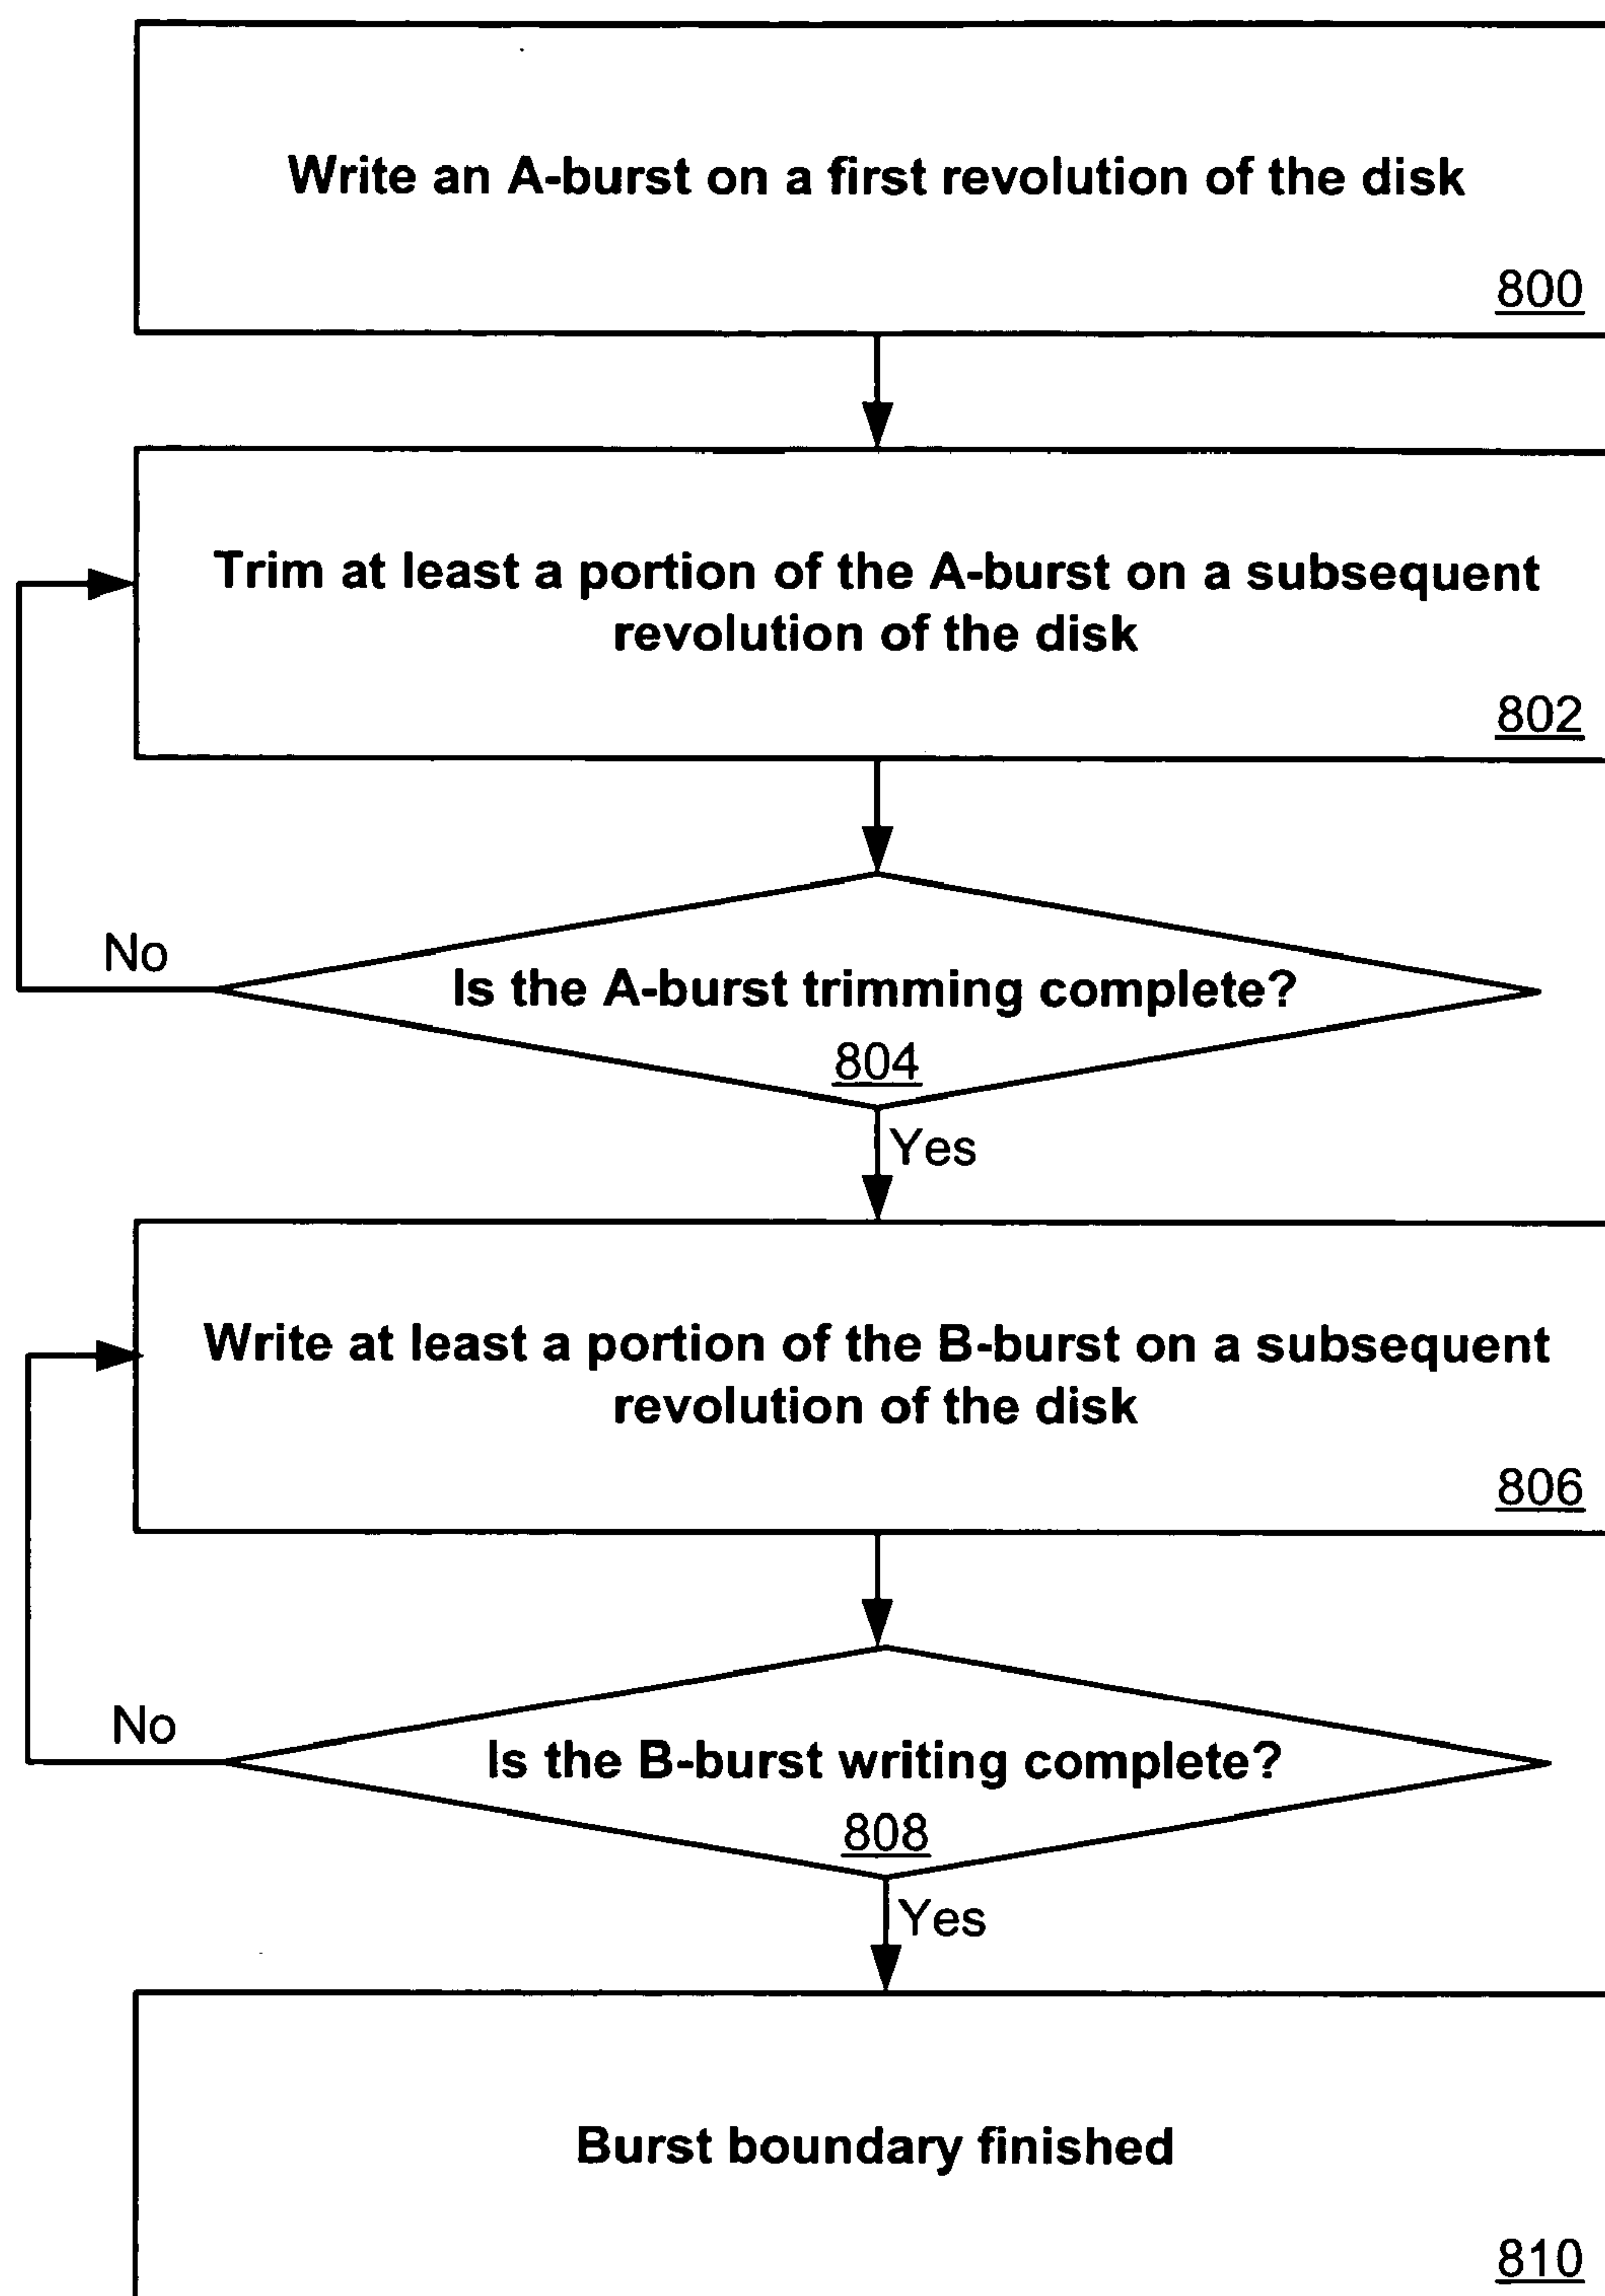 Write an A-burst on a first revolution of the disk
800
Trim at least a portion of the A-burst on a subsequent
revolution of the disk
802
No
Is the A-burst trimming complete?
804
Yes
Write at least a portion of the B-burst on a subsequent
revolution of the disk
806
No
Is the B-burst writing complete?
808
Yes
Burst boundary finished
810